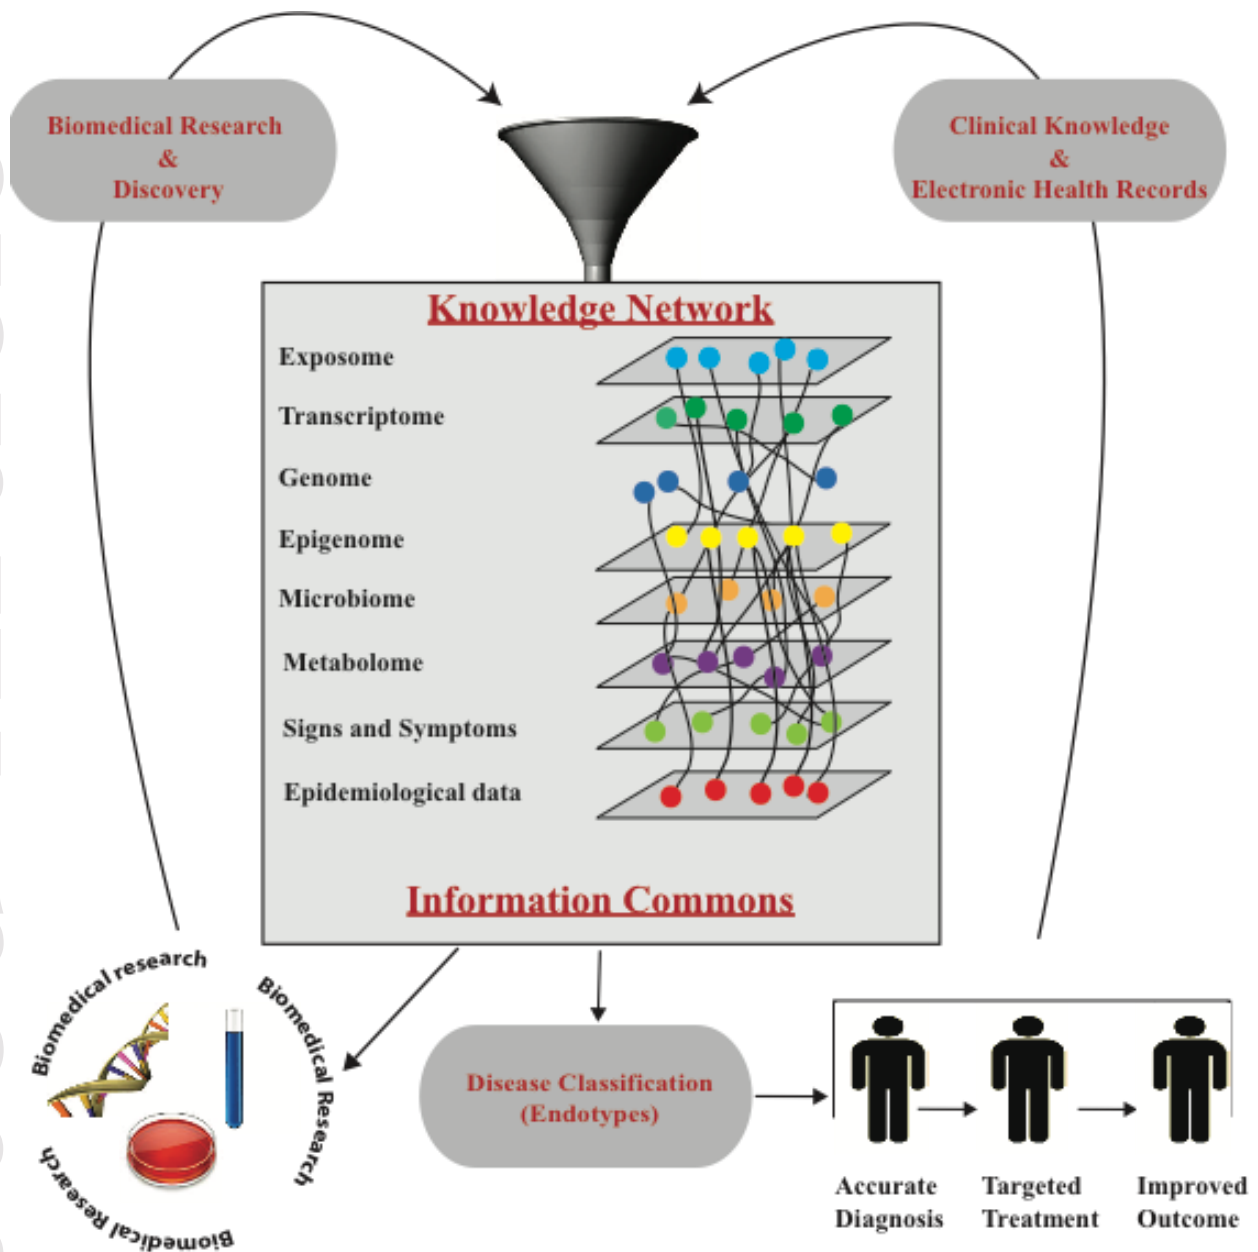 Biomedical Research
&
Discovery
Clinical Knowledge
&
Electronic Health Records
Knowledge Network
Exposome
Transcriptome
Genome
Epigenome
Microbiome
Metabolome
Signs and Symptoms
Epidemiological data
Information Commons
Biomedical research
Biomedical Research
Biomedical Research
Disease Classification
(Endotypes)
Accurate
Diagnosis
Targeted
Treatment
Improved
Outcome